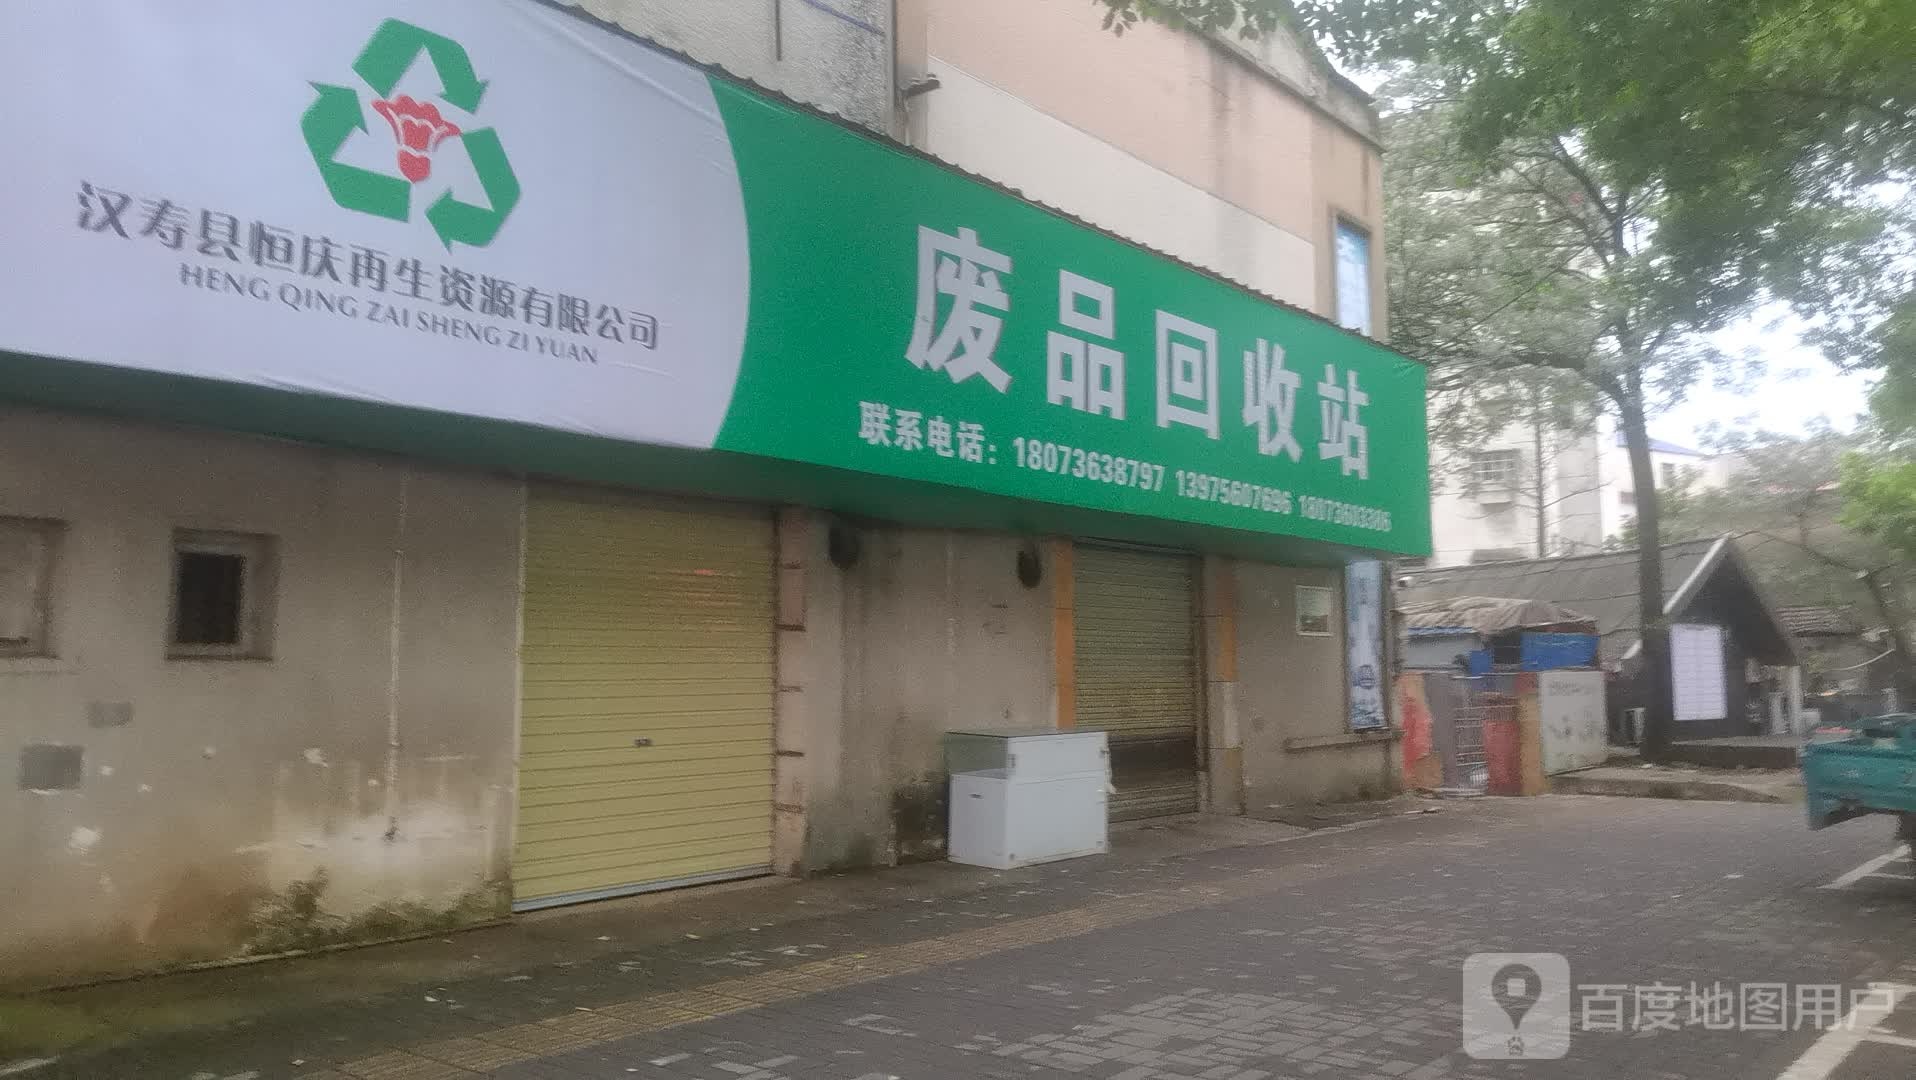 汉寿县恒庆再生资源有限公司
HENG QING ZAI SHENG ZI YUAN
废品回收站
联系电话：18073638797 13975607696
百度地图用户